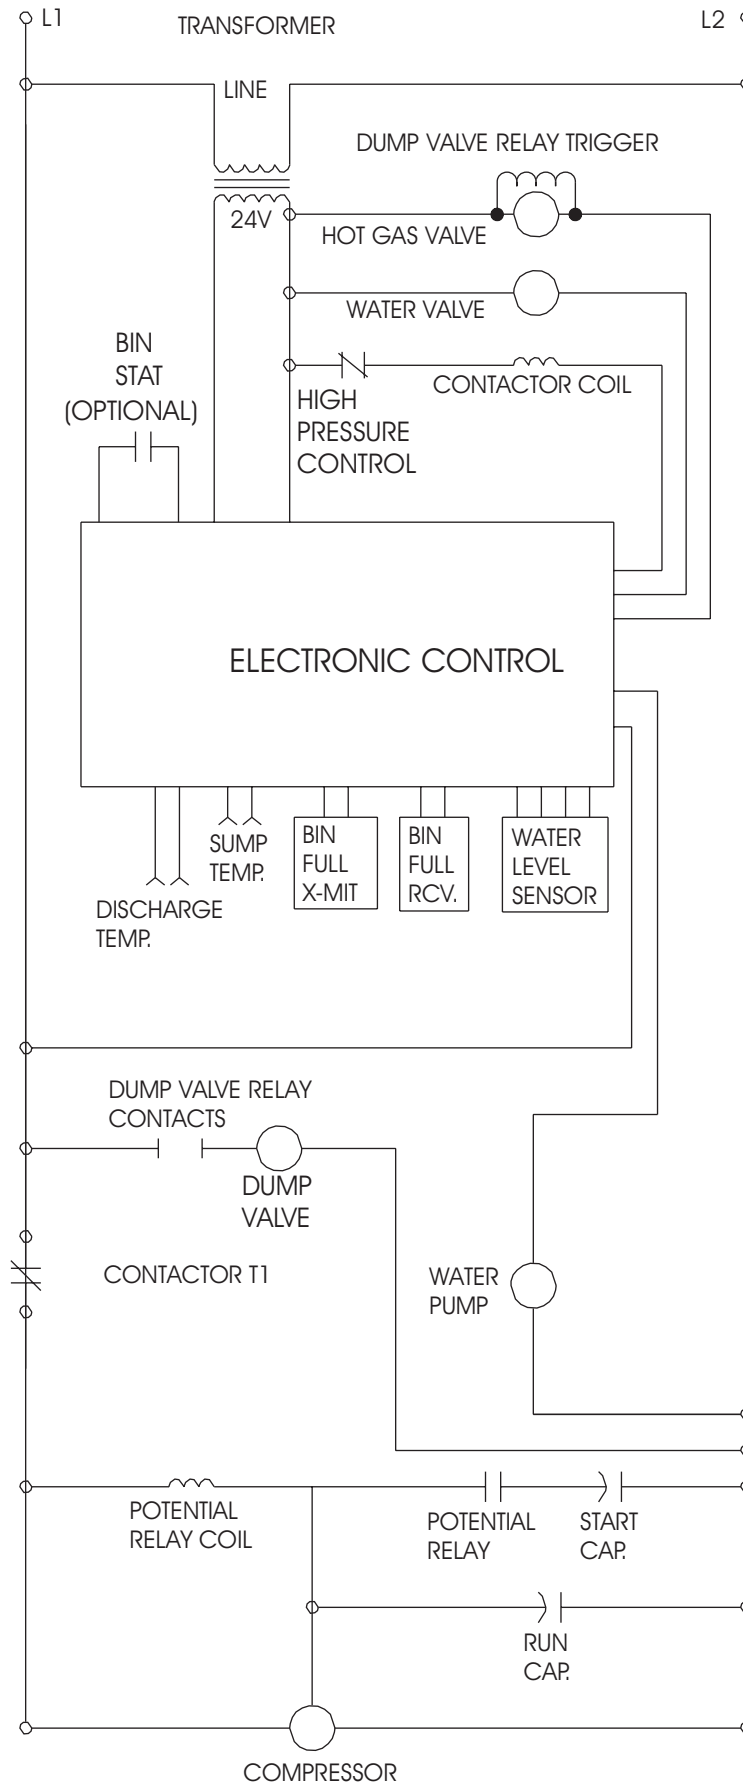 L1
TRANSFORMER
L2
LINE
DUMP VALVE RELAY TRIGGER
24V
HOT GAS VALVE
WATER VALVE
BIN
STAT
(OPTIONAL)
CONTACTOR COIL
HIGH
PRESSURE
CONTROL
ELECTRONIC CONTROL
DISCHARGE
TEMP.
SUMP
TEMP.
BIN
FULL
X-MIT
BIN
FULL
RCV.
WATER
LEVEL
SENSOR
DUMP VALVE RELAY
CONTACTS
DUMP
VALVE
CONTACTOR T1
WATER
PUMP
POTENTIAL
RELAY COIL
POTENTIAL
RELAY
START
CAP.
RUN
CAP.
COMPRESSOR